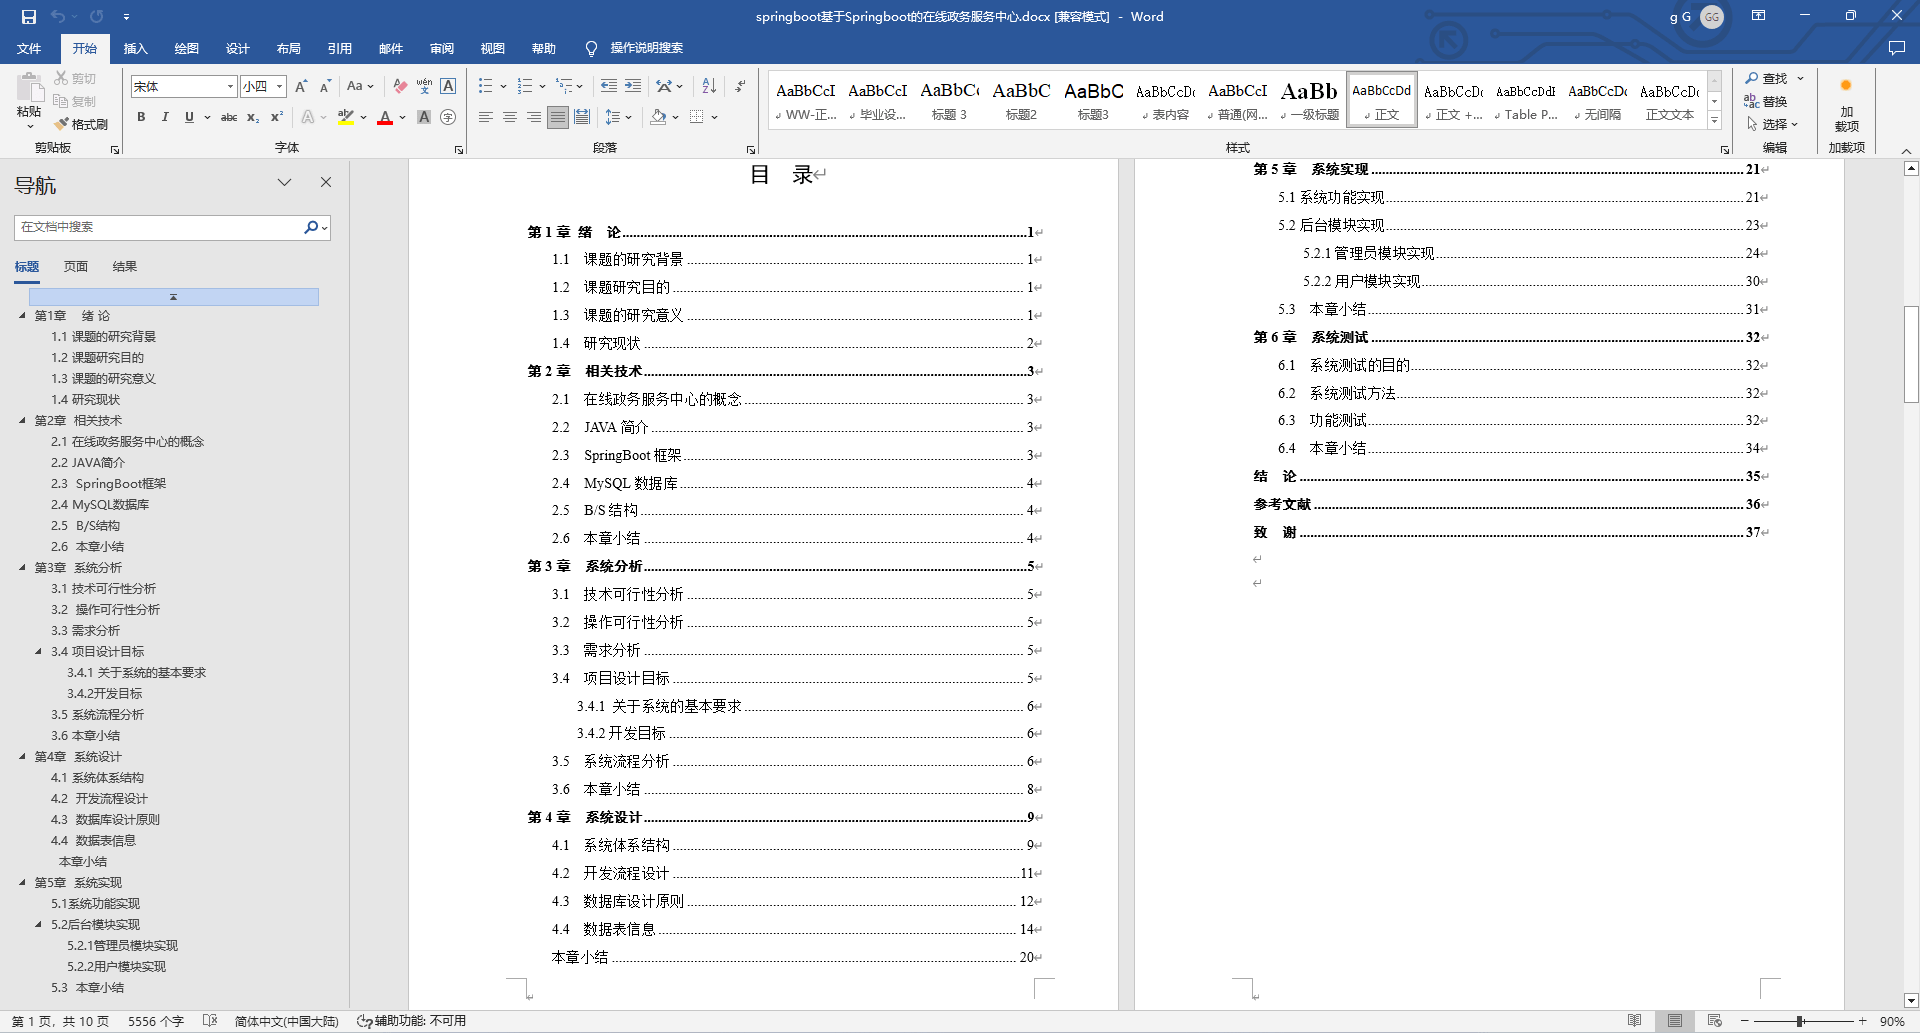 springboot基于Springboot的在线政务服务中心.docx [兼容模式] - Word
g G GG
文件 开始 插入 绘图 设计 布局 引用 邮件 审阅 视图 帮助 操作说明搜索
粘贴 剪切 复制 格式刷
剪贴板
宋体 小四
字体
段落
AaBbCcI WW-正...
AaBbCcI 毕业设...
AaBbCc 标题 3
AaBbC 标题2
AaBbC 标题3
AaBbCcDc 表内容
AaBbCcI 普通(网...
AaBb 一级标题
AaBbCcDd 正文
AaBbCcDc 正文 +...
AaBbCcDdE Table P...
AaBbCcDc 无间隔
AaBbCcDc 正文文本
样式
查找
替换
选择
编辑
加载项
加载项
导航
在文档中搜索
标题 页面 结果
第1章 绪 论
1.1 课题的研究背景
1.2 课题研究目的
1.3 课题的研究意义
1.4 研究现状
第2章 相关技术
2.1 在线政务服务中心的概念
2.2 JAVA简介
2.3 SpringBoot框架
2.4 MySQL数据库
2.5 B/S结构
2.6 本章小结
第3章 系统分析
3.1 技术可行性分析
3.2 操作可行性分析
3.3 需求分析
3.4 项目设计目标
3.4.1 关于系统的基本要求
3.4.2开发目标
3.5 系统流程分析
3.6 本章小结
第4章 系统设计
4.1 系统体系结构
4.2 开发流程设计
4.3 数据库设计原则
4.4 数据表信息
本章小结
第5章 系统实现
5.1系统功能实现
5.2后台模块实现
5.2.1管理员模块实现
5.2.2用户模块实现
5.3 本章小结
目 录
第 1 章 绪 论 1
1.1 课题的研究背景 1
1.2 课题研究目的 1
1.3 课题的研究意义 1
1.4 研究现状 2
第 2 章 相关技术 3
2.1 在线政务服务中心的概念 3
2.2 JAVA 简介 3
2.3 SpringBoot 框架 3
2.4 MySQL 数据库 4
2.5 B/S 结构 4
2.6 本章小结 4
第 3 章 系统分析 5
3.1 技术可行性分析 5
3.2 操作可行性分析 5
3.3 需求分析 5
3.4 项目设计目标 5
3.4.1 关于系统的基本要求 6
3.4.2 开发目标 6
3.5 系统流程分析 6
3.6 本章小结 8
第 4 章 系统设计 9
4.1 系统体系结构 9
4.2 开发流程设计 11
4.3 数据库设计原则 12
4.4 数据表信息 14
本章小结 20
第 5 章 系统实现 21
5.1 系统功能实现 21
5.2 后台模块实现 23
5.2.1 管理员模块实现 24
5.2.2 用户模块实现 30
5.3 本章小结 31
第 6 章 系统测试 32
6.1 系统测试的目的 32
6.2 系统测试方法 32
6.3 功能测试 32
6.4 本章小结 34
结 论 35
参考文献 36
致 谢 37
第 1 页，共 10 页 5556 个字 简体中文(中国大陆) 辅助功能: 不可用 90%